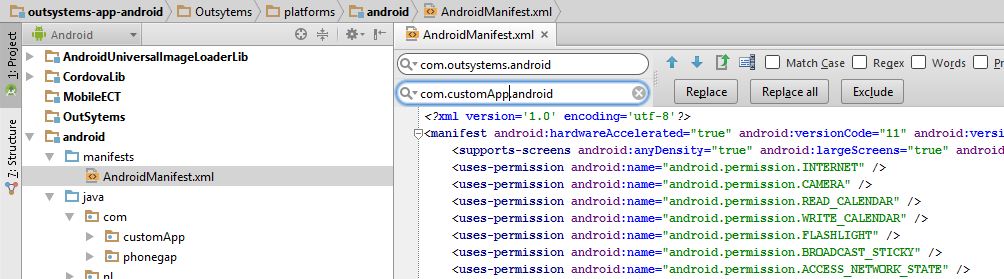 outsystems-app-android Outsytems platforms android AndroidManifest.xml
1: Project
7: Structure
Android
AndroidUniversalImageLoaderLib
CordovaLib
MobileECT
OutSytems
android
manifests
AndroidManifest.xml
java
com
customApp
phonegap
AndroidManifest.xml ×
com.outsystems.android
Match Case Regex Words
com.customApp.android
Replace Replace all Exclude
<?xml version='1.0' encoding='utf-8'?>
<manifest android:hardwareAccelerated="true" android:versionCode="11" android:vers
<supports-screens android:anyDensity="true" android:largeScreens="true" android
<uses-permission android:name="android.permission.INTERNET" />
<uses-permission android:name="android.permission.CAMERA" />
<uses-permission android:name="android.permission.READ_CALENDAR" />
<uses-permission android:name="android.permission.WRITE_CALENDAR" />
<uses-permission android:name="android.permission.FLASHLIGHT" />
<uses-permission android:name="android.permission.BROADCAST_STICKY" />
<uses-permission android:name="android.permission.ACCESS_NETWORK_STATE" />